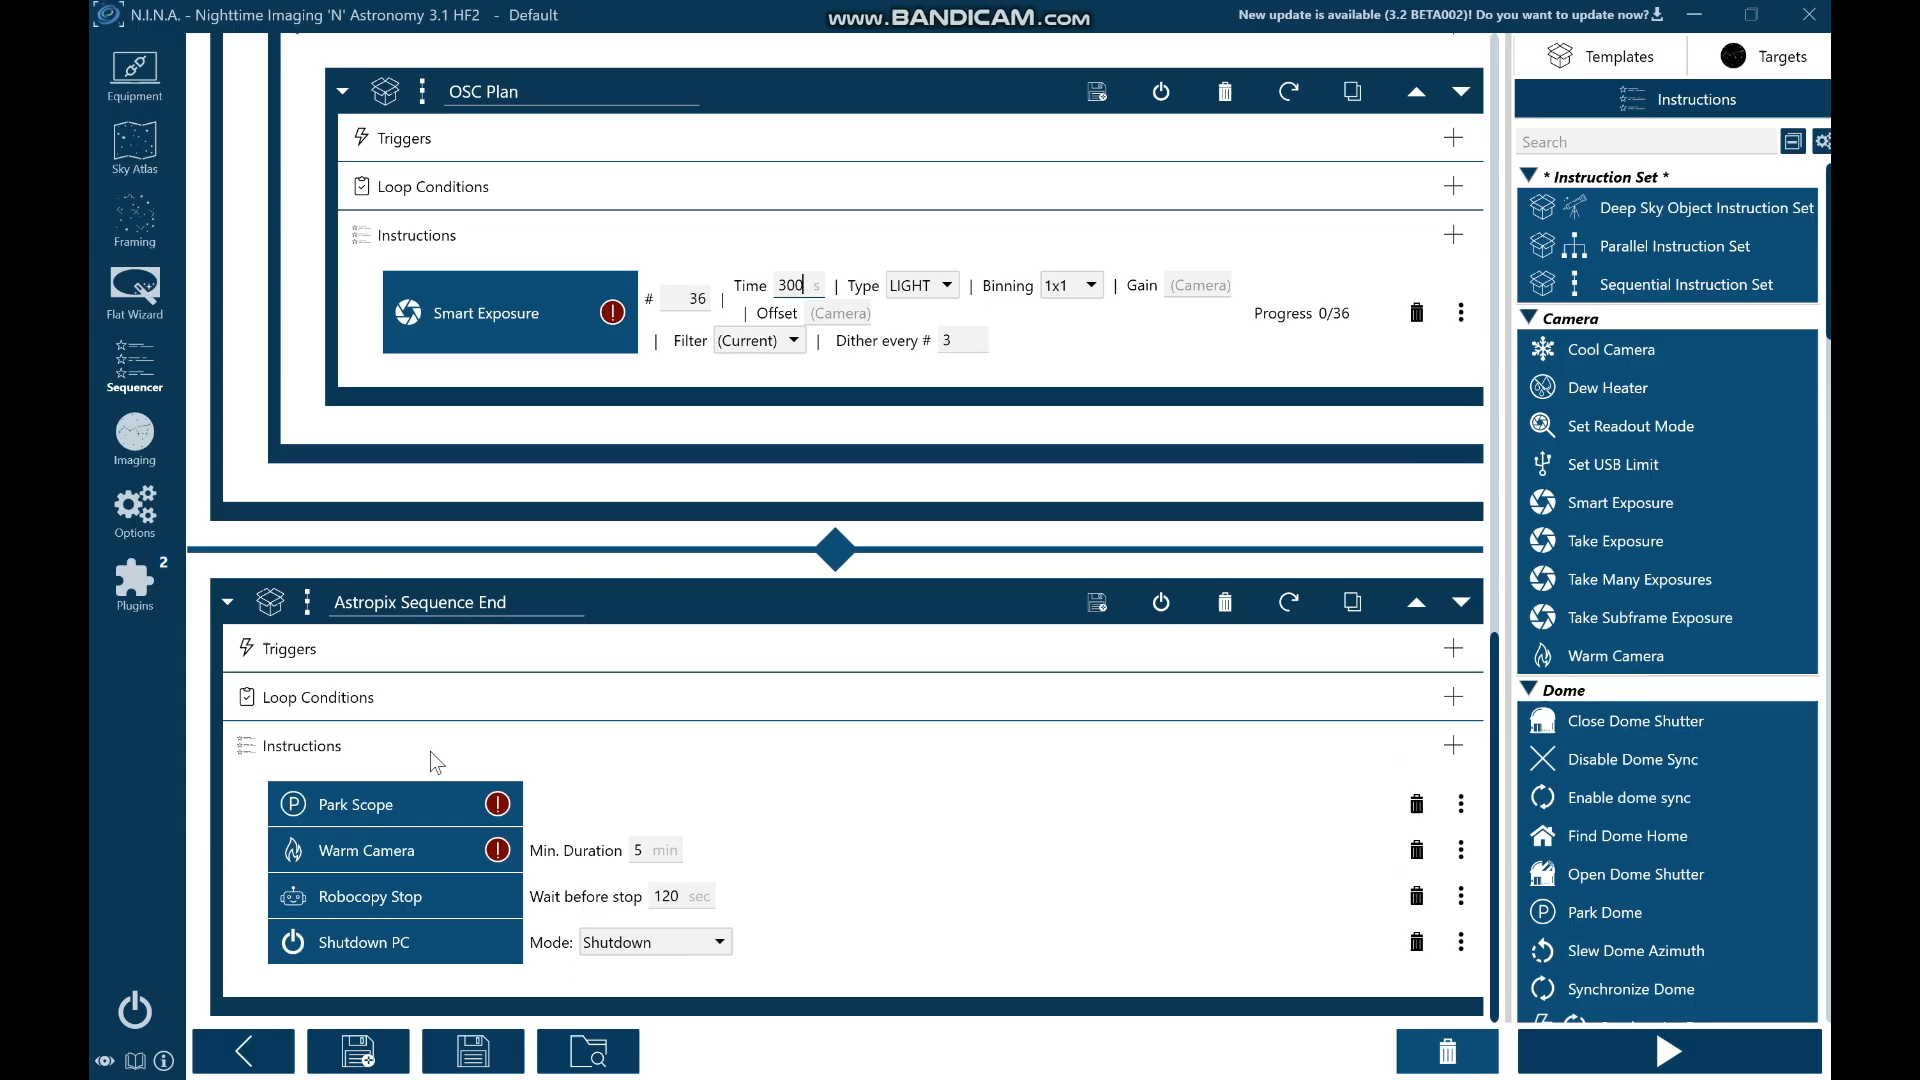 N.I.N.A. - Nighttime Imaging 'N' Astronomy 3.1 HF2 - Default
www.BANDICAM.com
New update is available (3.2 BETA002)! Do you want to update now?
Equipment
Sky Atlas
Framing
Flat Wizard
Sequencer
Imaging
Options
2
Plugins
OSC Plan
Triggers
Loop Conditions
Instructions
Smart Exposure
# 36 |
Time 300 s | Type LIGHT | Binning 1x1 | Gain (Camera)
| Offset (Camera)
| Filter (Current) | Dither every # 3
Progress 0/36
Astropix Sequence End
Triggers
Loop Conditions
Instructions
Park Scope
Warm Camera Min. Duration 5 min
Robocopy Stop Wait before stop 120 sec
Shutdown PC Mode: Shutdown
Templates
Targets
Instructions
Search
* Instruction Set *
Deep Sky Object Instruction Set
Parallel Instruction Set
Sequential Instruction Set
Camera
Cool Camera
Dew Heater
Set Readout Mode
Set USB Limit
Smart Exposure
Take Exposure
Take Many Exposures
Take Subframe Exposure
Warm Camera
Dome
Close Dome Shutter
Disable Dome Sync
Enable dome sync
Find Dome Home
Open Dome Shutter
Park Dome
Slew Dome Azimuth
Synchronize Dome